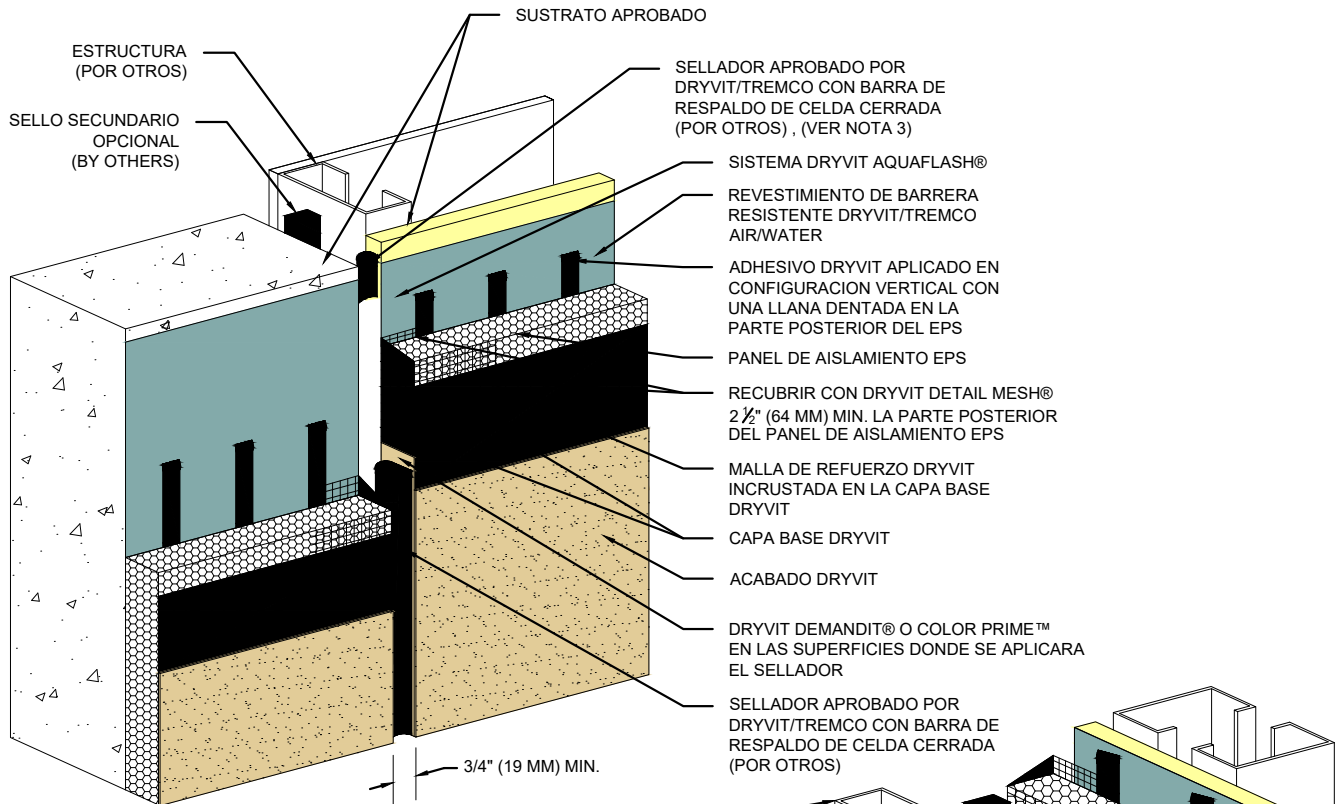 SUSTRATO APROBADO
ESTRUCTURA
(POR OTROS)
SELLO SECUNDARIO
OPCIONAL
(BY OTHERS)
SELLADOR APROBADO POR
DRYVIT/TREMCO CON BARRA DE
RESPALDO DE CELDA CERRADA
(POR OTROS) , (VER NOTA 3)
SISTEMA DRYVIT AQUAFLASH®
REVESTIMIENTO DE BARRERA
RESISTENTE DRYVIT/TREMCO
AIR/WATER
ADHESIVO DRYVIT APLICADO EN
CONFIGURACION VERTICAL CON
UNA LLANA DENTADA EN LA
PARTE POSTERIOR DEL EPS
PANEL DE AISLAMIENTO EPS
RECUBRIR CON DRYVIT DETAIL MESH®
2 1/2" (64 MM) MIN. LA PARTE POSTERIOR
DEL PANEL DE AISLAMIENTO EPS
MALLA DE REFUERZO DRYVIT
INCRUSTADA EN LA CAPA BASE
DRYVIT
CAPA BASE DRYVIT
ACABADO DRYVIT
DRYVIT DEMANDIT® O COLOR PRIME™
EN LAS SUPERFICIES DONDE SE APLICARA
EL SELLADOR
SELLADOR APROBADO POR
DRYVIT/TREMCO CON BARRA DE
RESPALDO DE CELDA CERRADA
(POR OTROS)
3/4" (19 MM) MIN.